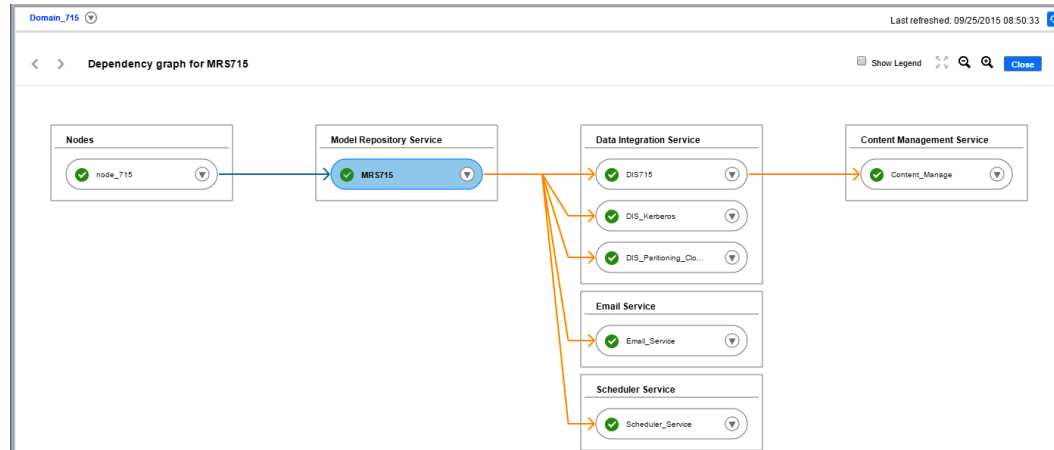 Domain_715
Last refreshed: 09/25/2015 08:50:33
Dependency graph for MRS715
Show Legend
Close
Nodes
node_715
Model Repository Service
MRS715
Data Integration Service
DIS715
DIS_Kerberos
DIS_Paritioning_Clo...
Content Management Service
Content_Manage
Email Service
Email_Service
Scheduler Service
Scheduler_Service